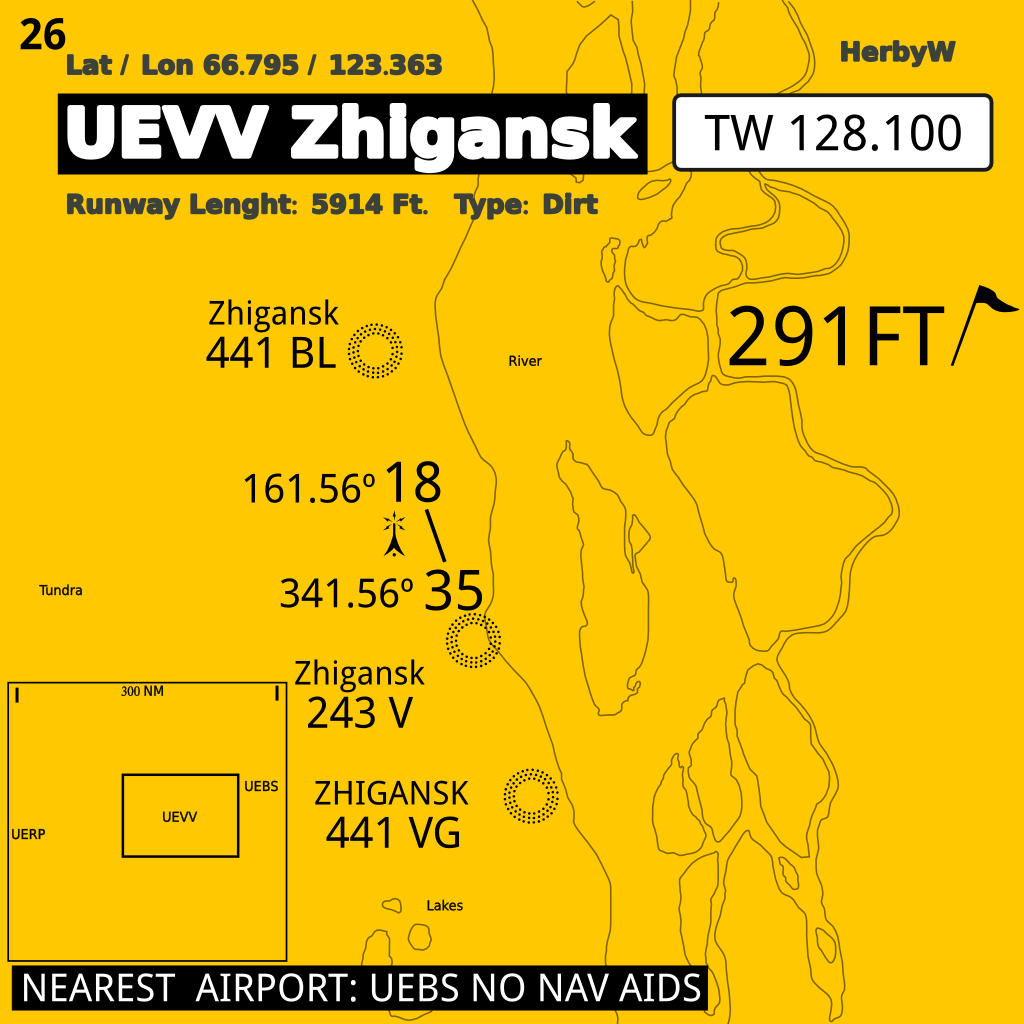 26
HerbyW
Lat / Lon 66.795 / 123.363
UEVV Zhigansk
TW 128.100
Runway Lenght: 5914 Ft. Type: Dirt
Zhigansk
441 BL
291FT
River
161.56º 18
341.56º 35
Tundra
Zhigansk
243 V
300 NM
UEBS
UEVV
UERP
ZHIGANSK
441 VG
Lakes
NEAREST AIRPORT: UEBS NO NAV AIDS